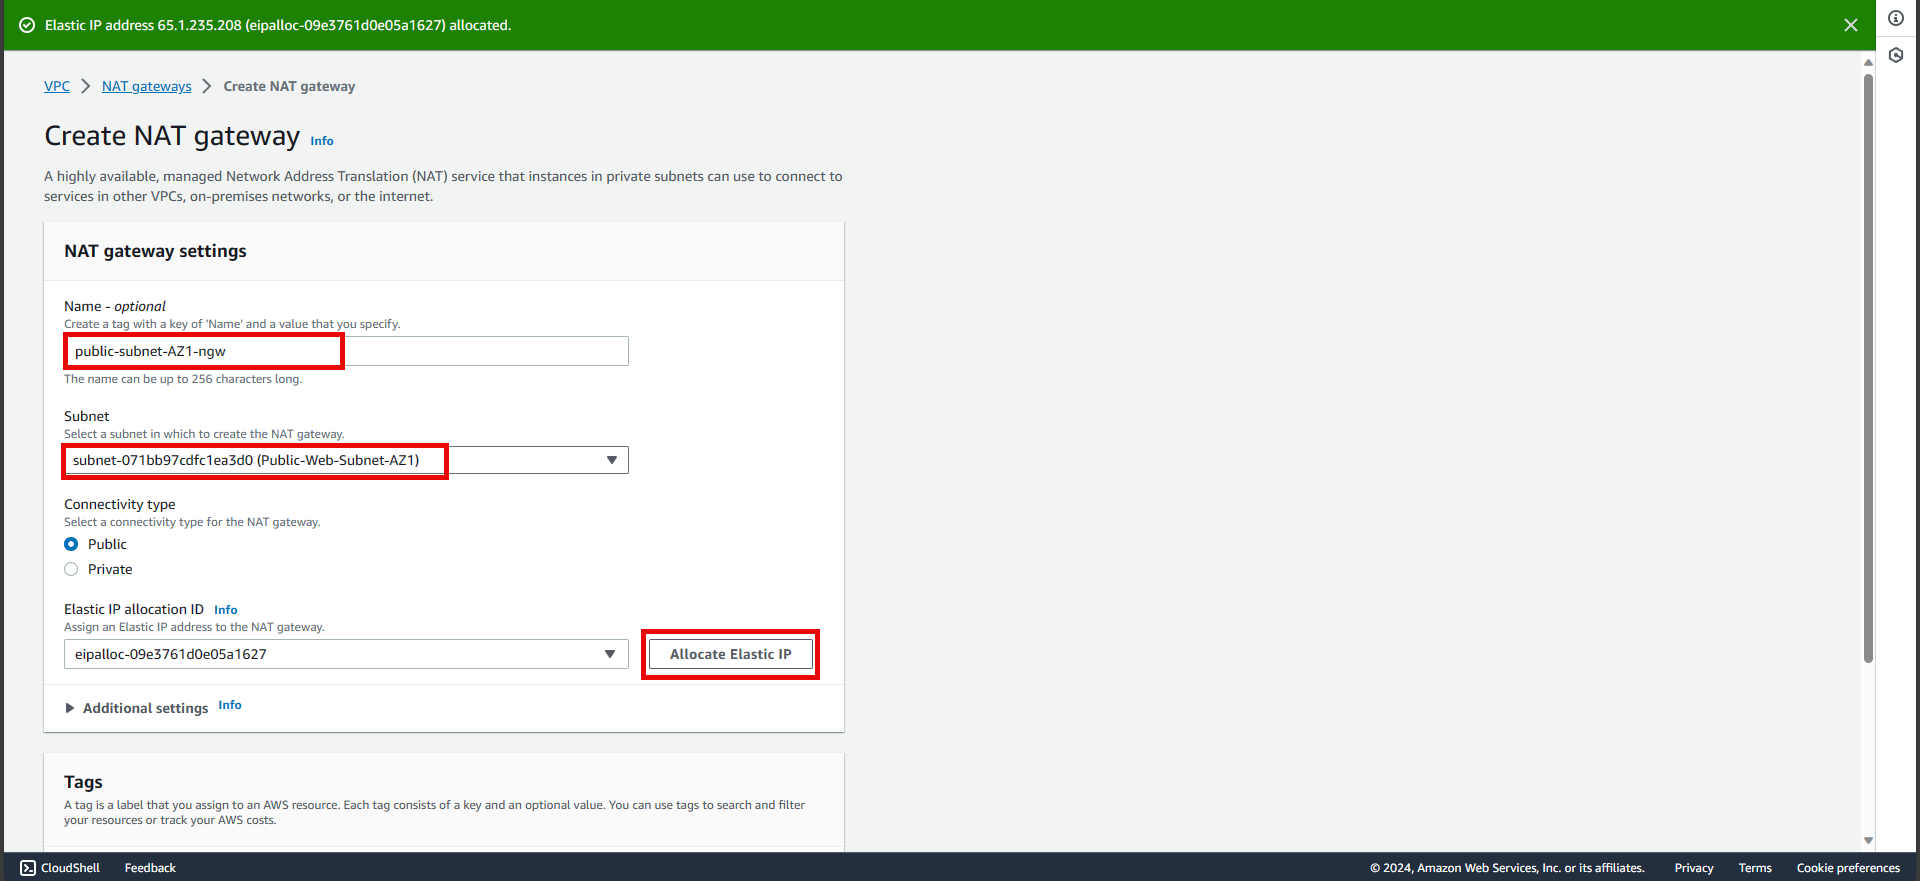 Elastic IP address 65.1.235.208 (eipalloc-09e3761d0e05a1627) allocated.
VPC
NAT gateways
Create NAT gateway
Create NAT gateway Info
A highly available, managed Network Address Translation (NAT) service that instances in private subnets can use to connect to
services in other VPCs, on-premises networks, or the internet.
NAT gateway settings
Name - optional
Create a tag with a key of 'Name' and a value that you specify.
public-subnet-AZ1-ngw
The name can be up to 256 characters long.
Subnet
Select a subnet in which to create the NAT gateway.
subnet-071bb97cdfc1ea3d0 (Public-Web-Subnet-AZ1)
Connectivity type
Select a connectivity type for the NAT gateway.
Public
Private
Elastic IP allocation ID Info
Assign an Elastic IP address to the NAT gateway.
eipalloc-09e3761d0e05a1627
Allocate Elastic IP
Additional settings Info
Tags
A tag is a label that you assign to an AWS resource. Each tag consists of a key and an optional value. You can use tags to search and filter
your resources or track your AWS costs.
CloudShell
Feedback
© 2024, Amazon Web Services, Inc. or its affiliates.
Privacy
Terms
Cookie preferences